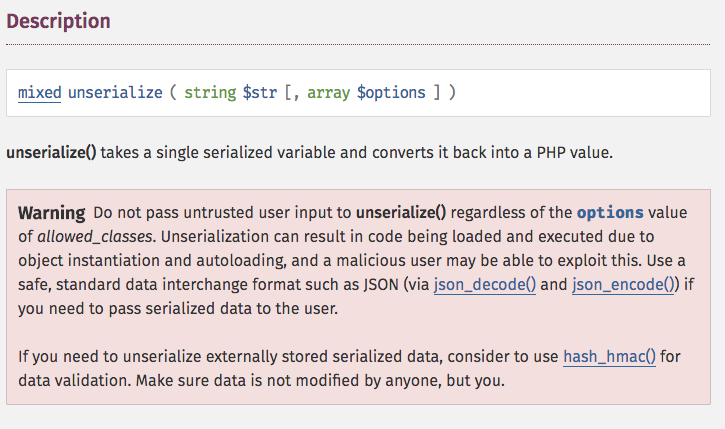 Description
mixed unserialize ( string $str [, array $options ] )
unserialize() takes a single serialized variable and converts it back into a PHP value.
Warning Do not pass untrusted user input to unserialize() regardless of the options value
of allowed_classes. Unserialization can result in code being loaded and executed due to
object instantiation and autoloading, and a malicious user may be able to exploit this. Use a
safe, standard data interchange format such as JSON (via json_decode() and json_encode()) if
you need to pass serialized data to the user.
If you need to unserialize externally stored serialized data, consider to use hash_hmac() for
data validation. Make sure data is not modified by anyone, but you.